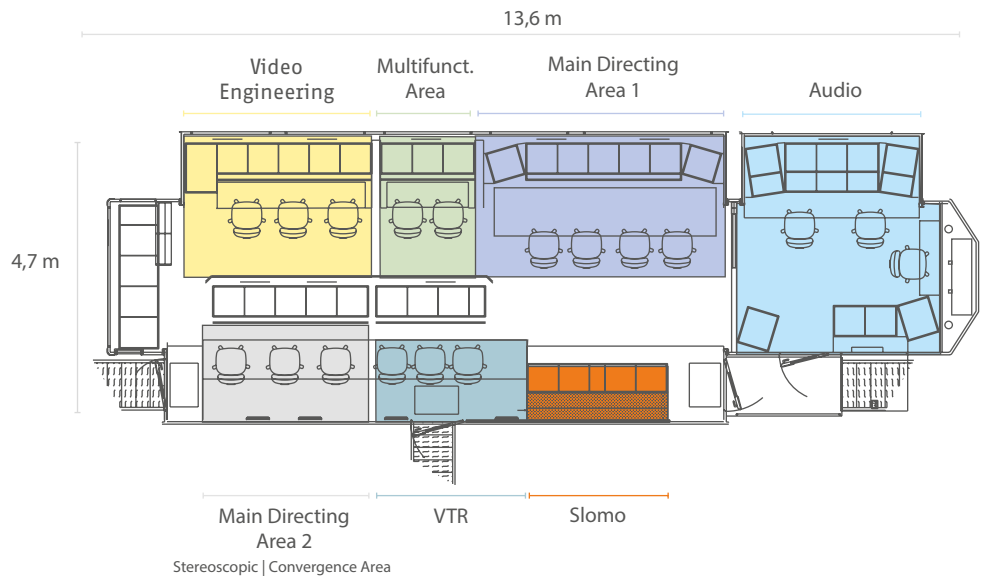 13,6 m
Video
Engineering
Multifunct.
Area
Main Directing
Area 1
Audio
4,7 m
Main Directing
Area 2
Stereoscopic | Convergence Area
VTR
Slomo